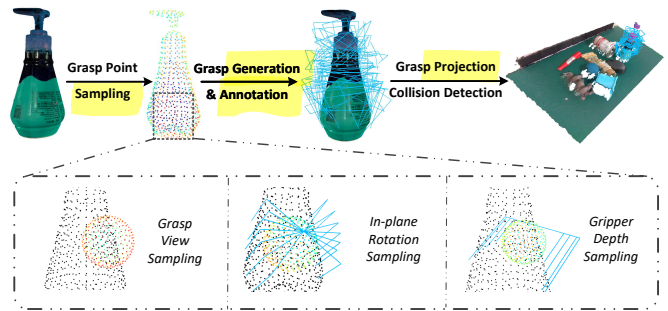 Grasp Point
Sampling
Grasp Generation
& Annotation
Grasp Projection
Collision Detection
Grasp
View
Sampling
In-plane
Rotation
Sampling
Gripper
Depth
Sampling